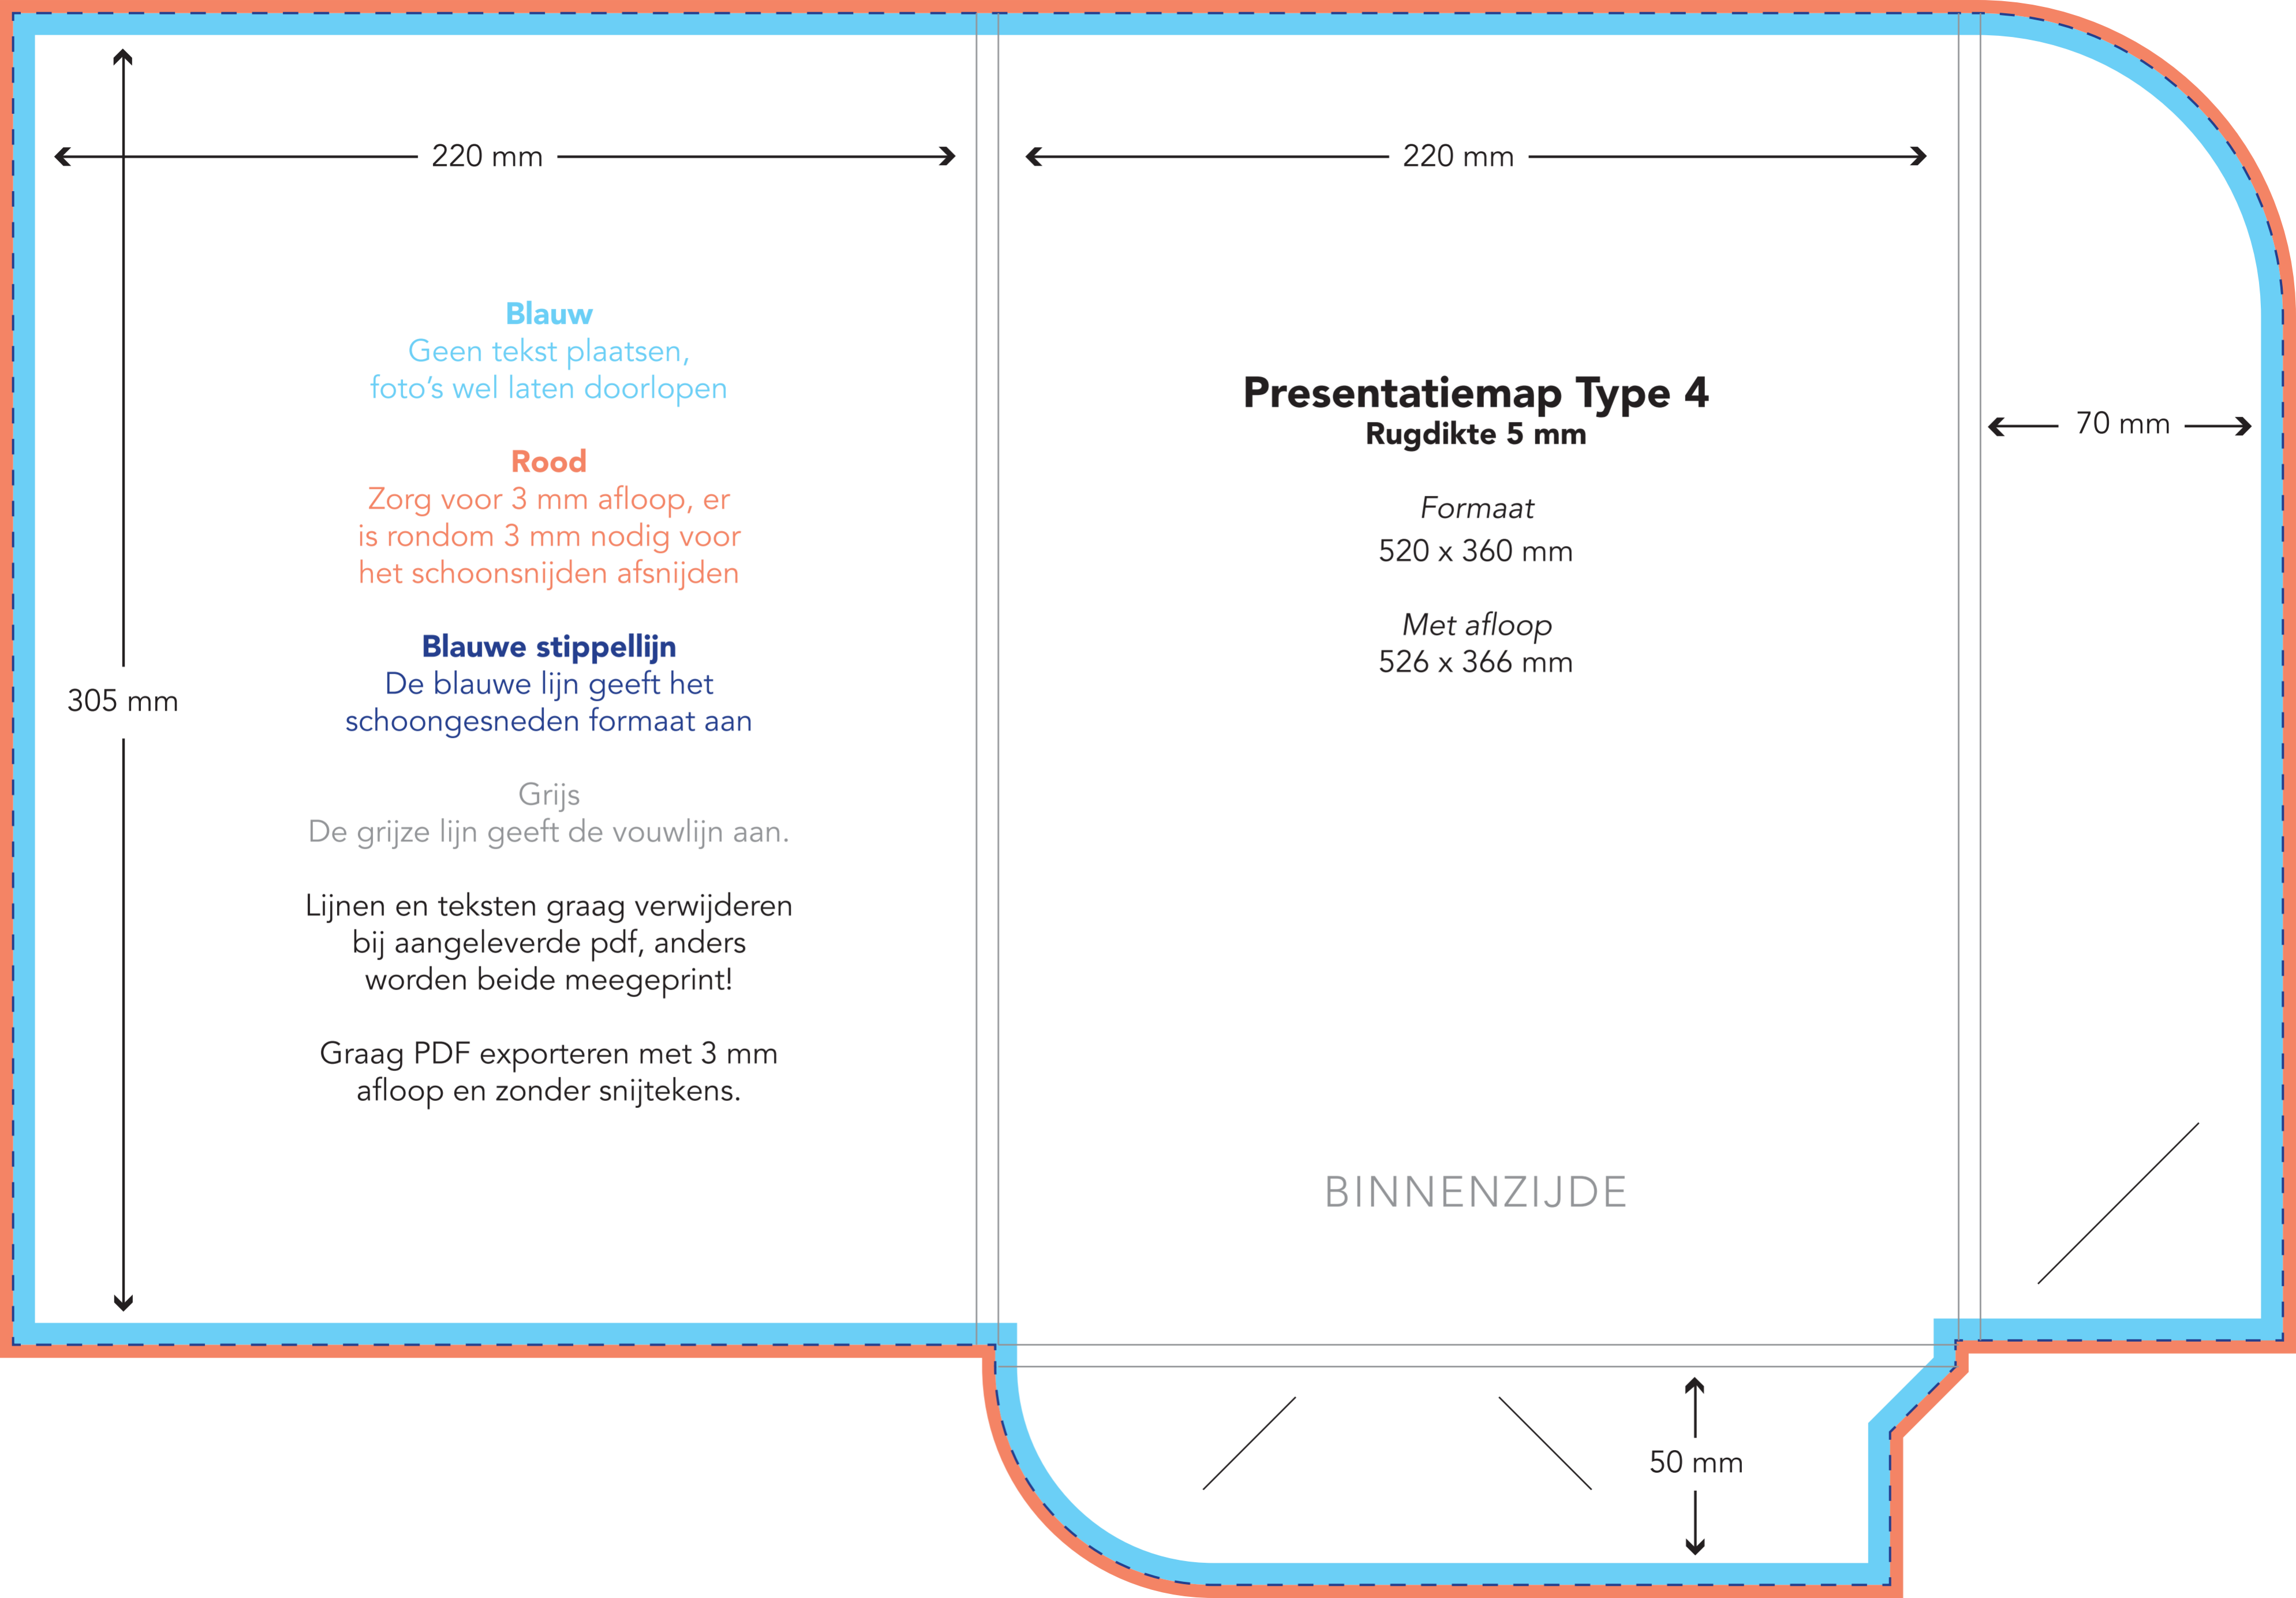 220 mm
220 mm
Blauw
Geen tekst plaatsen,
foto’s wel laten doorlopen
Rood
Zorg voor 3 mm afloop, er
is rondom 3 mm nodig voor
het schoonsnijden afsnijden
Blauwe stippellijn
De blauwe lijn geeft het
schoongesneden formaat aan
305 mm
Grijs
De grijze lijn geeft de vouwlijn aan.
Lijnen en teksten graag verwijderen
bij aangeleverde pdf, anders
worden beide meegeprint!
Graag PDF exporteren met 3 mm
afloop en zonder snijtekens.
Presentatiemap Type 4
Rugdikte 5 mm
Formaat
520 x 360 mm
Met afloop
526 x 366 mm
70 mm
BINNENZIJDE
50 mm